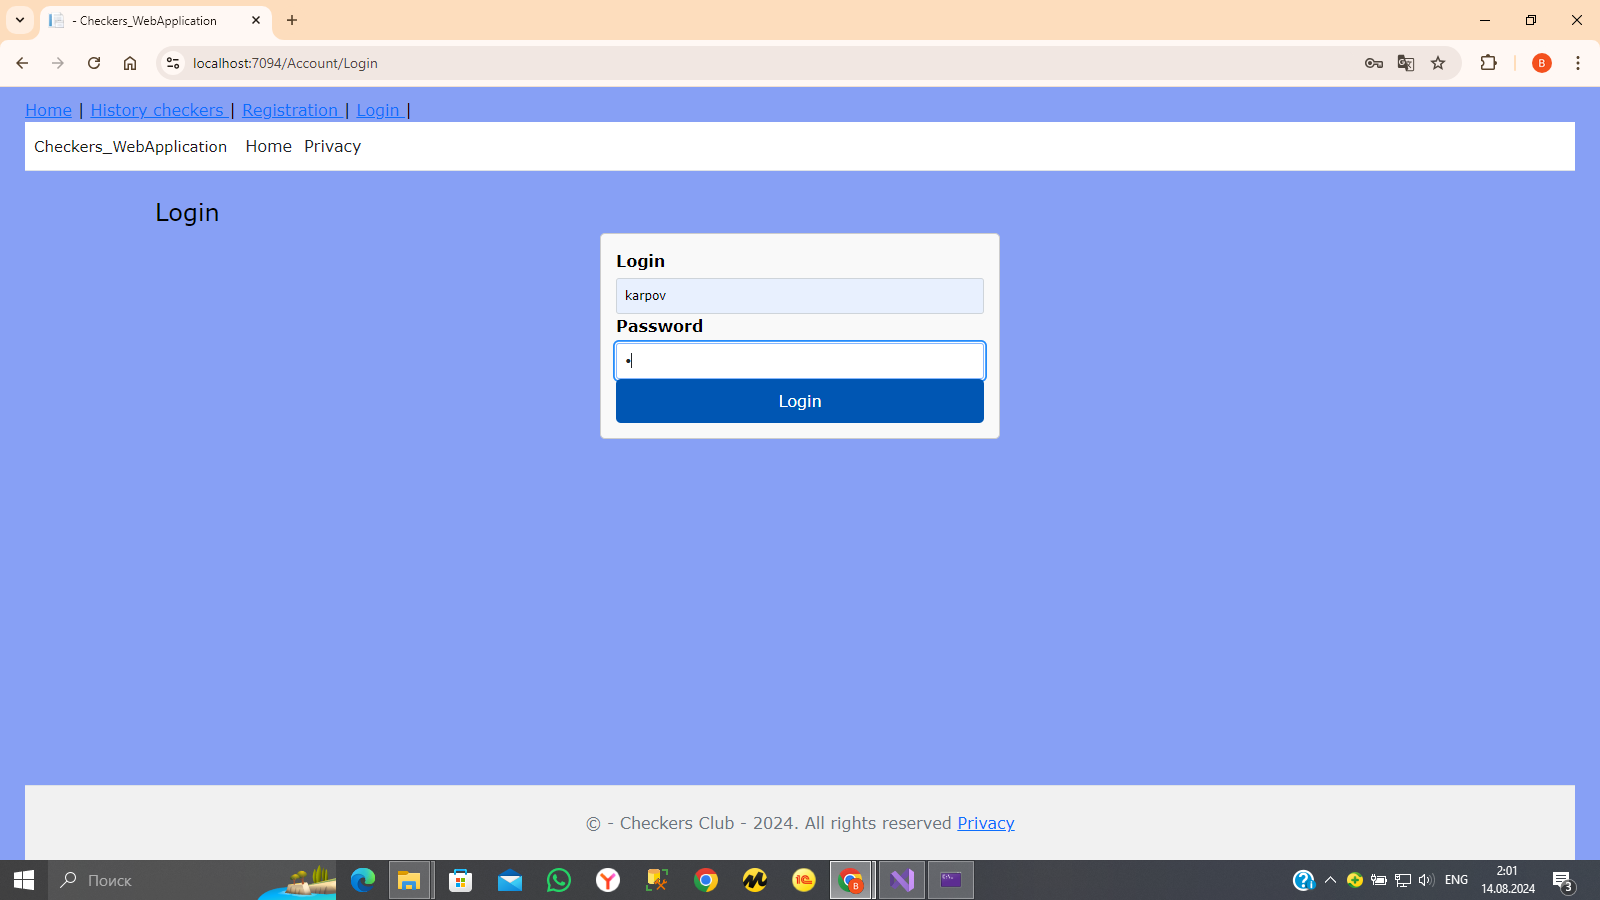 - Checkers_WebApplication
localhost:7094/Account/Login
B
Home | History checkers | Registration | Login |
Checkers_WebApplication Home Privacy
Login
Login
karpov
Password
•
Login
© - Checkers Club - 2024. All rights reserved Privacy
Поиск
ENG
2:01
14.08.2024
3